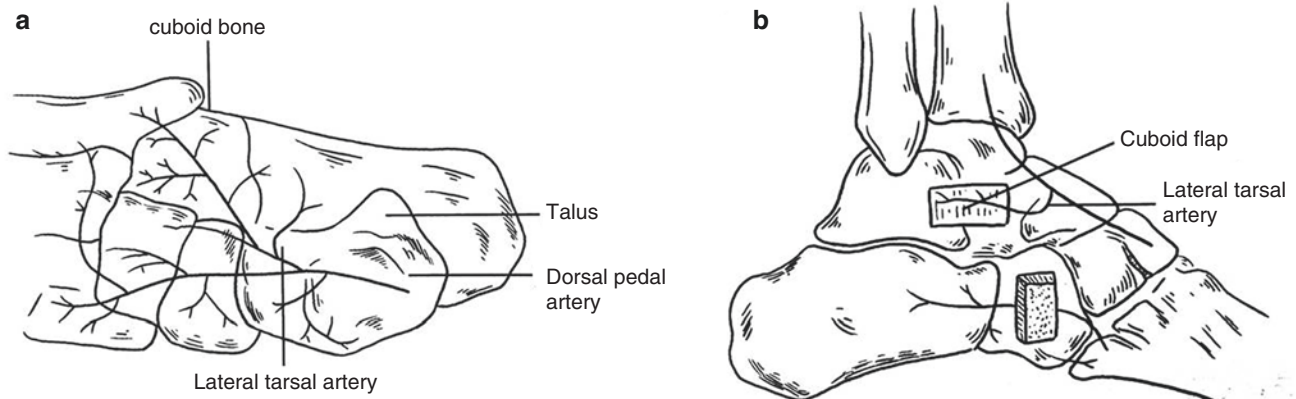 a
cuboid bone
Talus
Dorsal pedal
artery
Lateral tarsal artery
b
Cuboid flap
Lateral tarsal
artery